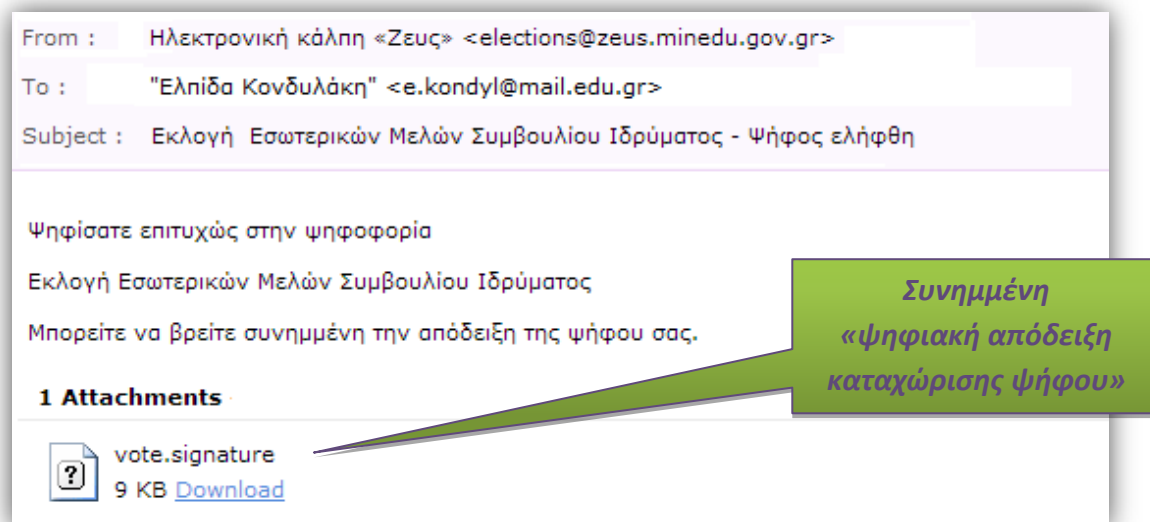 From : Ηλεκτρονική κάλπη «Ζευς» <elections@zeus.minedu.gov.gr>
To : "Ελπίδα Κονδυλάκη" <e.kondyl@mail.edu.gr>
Subject : Εκλογή Εσωτερικών Μελών Συμβουλίου Ιδρύματος - Ψήφος ελήφθη
Ψηφίσατε επιτυχώς στην ψηφοφορία
Εκλογή Εσωτερικών Μελών Συμβουλίου Ιδρύματος
Μπορείτε να βρείτε συνημμένη την απόδειξη της ψήφου σας.
Συνημμένη
«ψηφιακή απόδειξη
καταχώρισης ψήφου»
1 Attachments
vote.signature
9 KB Download